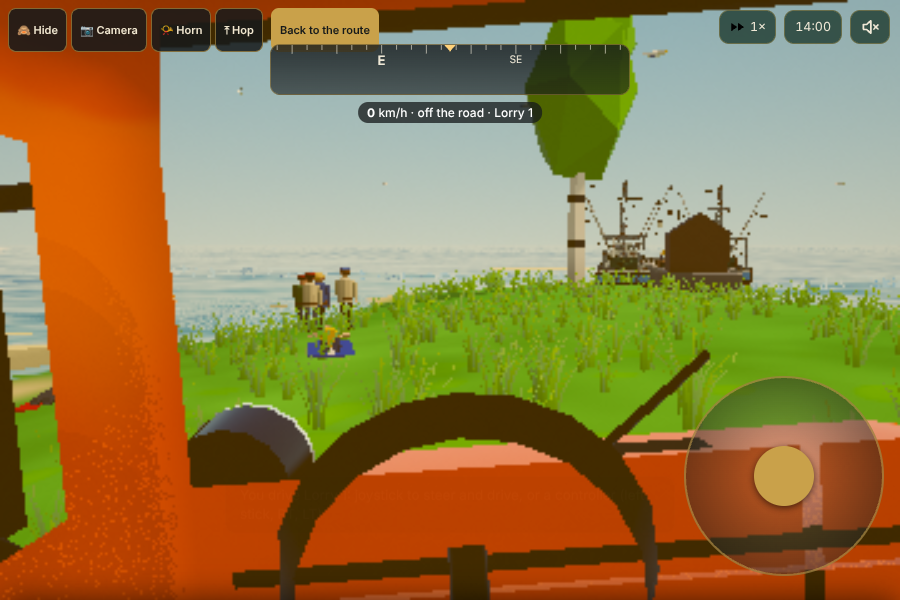 🙈 Hide
📷 Camera
📯 Horn
⤒ Hop
Back to the route
⏩ 1×
14:00
E
SE
0 km/h · off the road · Lorry 1